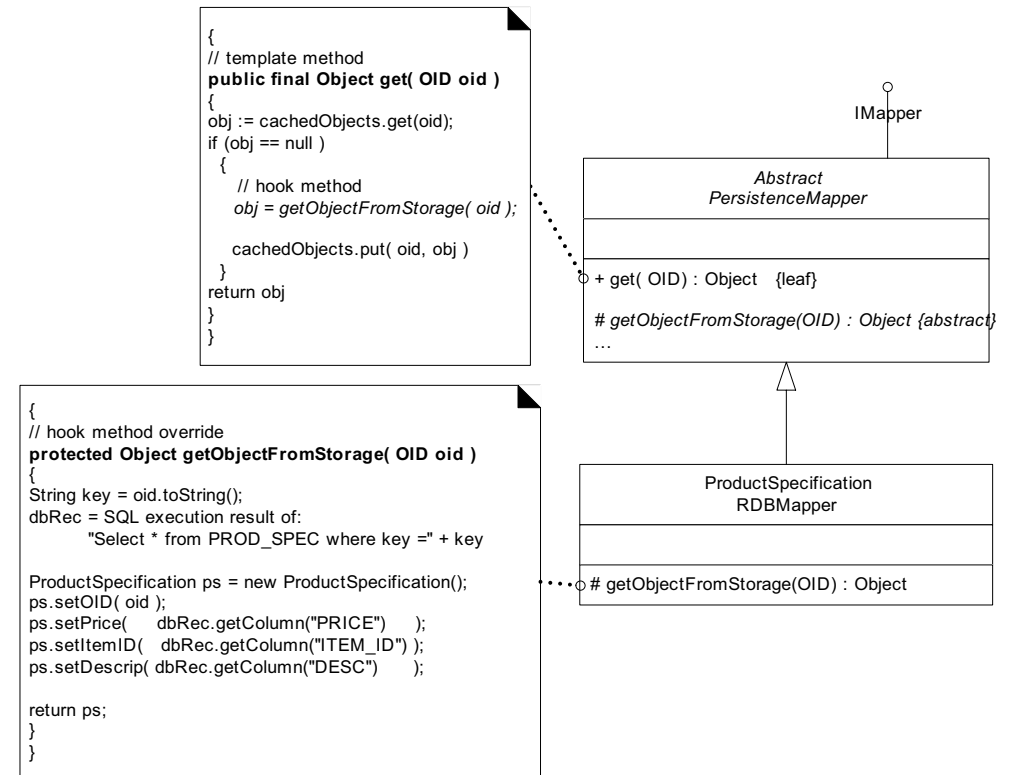 {
// template method
public final Object get( OID oid )
{
obj := cachedObjects.get(oid);
if (obj == null )
{
// hook method
obj = getObjectFromStorage( oid );
cachedObjects.put( oid, obj )
}
return obj
}
}
IMapper
Abstract
PersistenceMapper
+ get( OID) : Object {leaf}
# getObjectFromStorage(OID) : Object {abstract}
...
{
// hook method override
protected Object getObjectFromStorage( OID oid )
{
String key = oid.toString();
dbRec = SQL execution result of:
"Select * from PROD_SPEC where key =" + key
ProductSpecification ps = new ProductSpecification();
ps.setOID( oid );
ps.setPrice( dbRec.getColumn("PRICE") );
ps.setItemID( dbRec.getColumn("ITEM_ID") );
ps.setDescrip( dbRec.getColumn("DESC") );
return ps;
}
}
ProductSpecification
RDBMapper
# getObjectFromStorage(OID) : Object